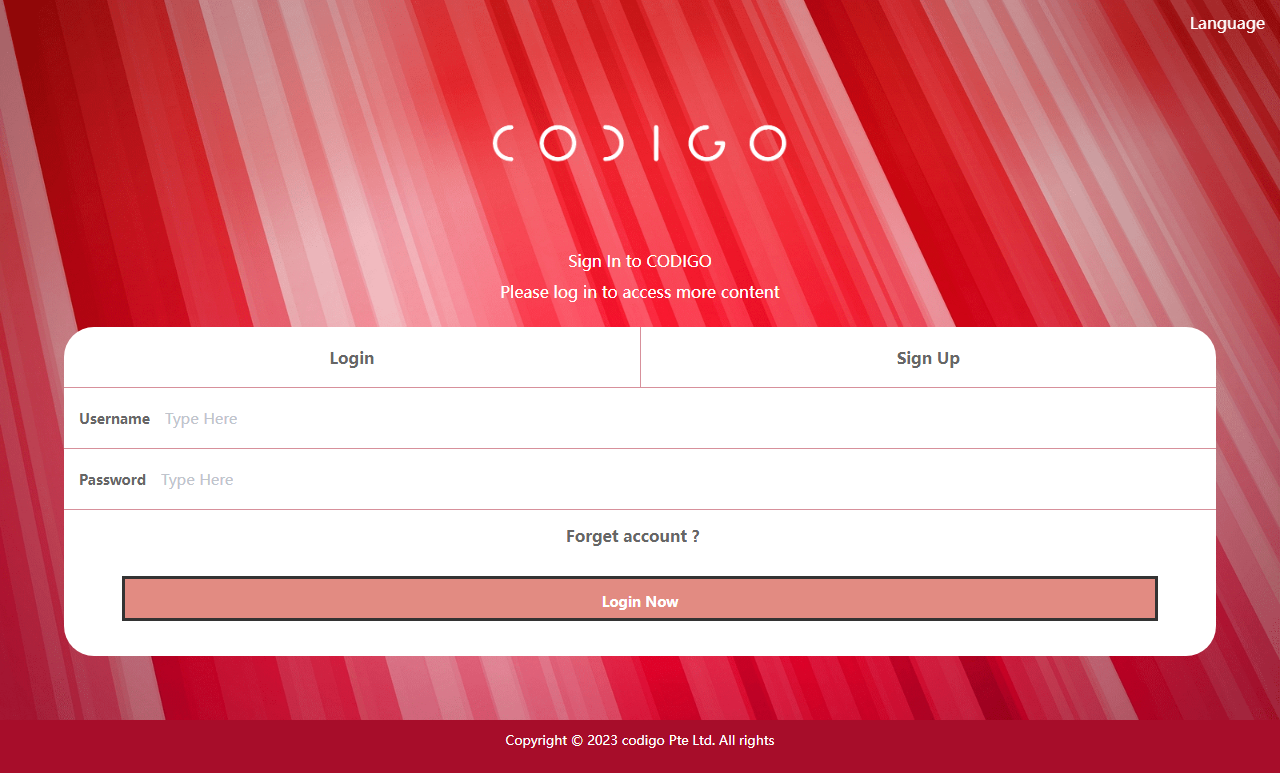 Language
CODIGO
Sign In to CODIGO
Please log in to access more content
Login Sign Up
Username Type Here
Password Type Here
Forget account ?
Login Now
Copyright © 2023 codigo Pte Ltd. All rights